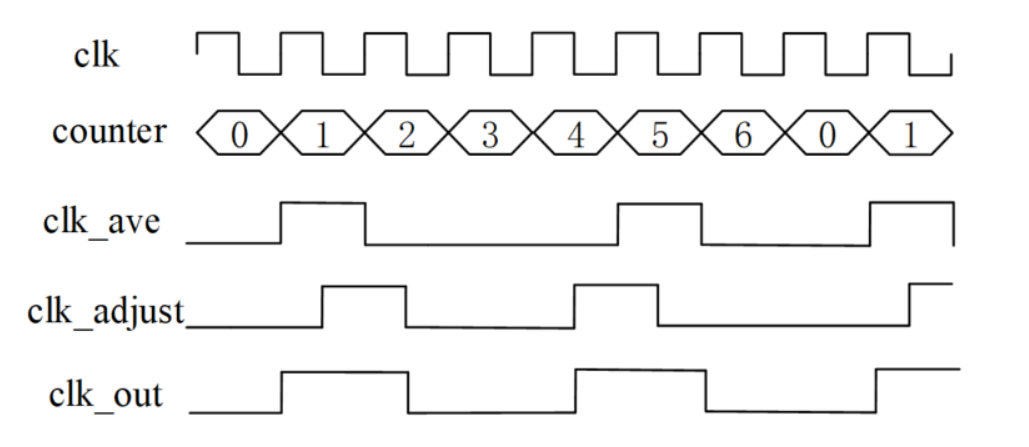 clk
counter 0 1 2 3 4 5 6 0 1
clk_ave
clk_adjust
clk_out